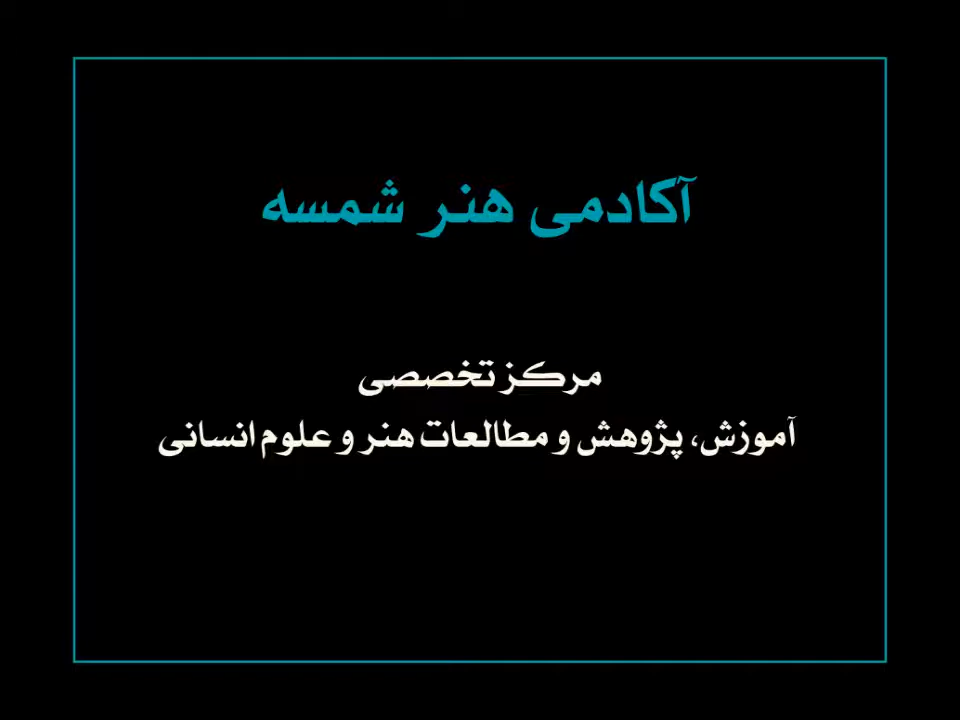 آکادمی هنر شمسه
مرکز تخصصی
آموزش، پژوهش و مطالعات هنر و علوم انسانی